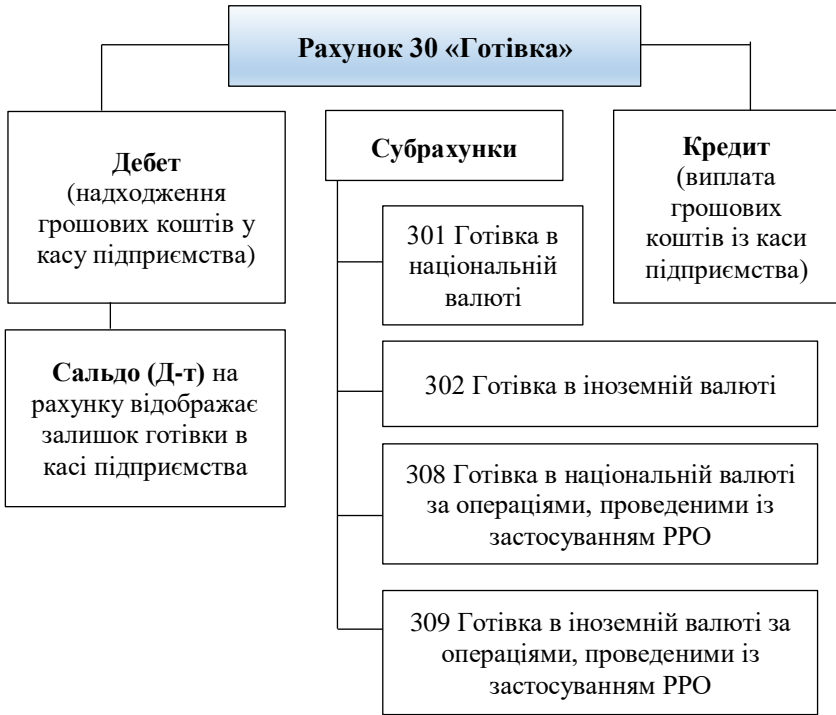 Рахунок 30 «Готівка»
Дебет
(надходження
грошових коштів у
касу підприємства)
Сальдо (Д-т) на
рахунку відображає
залишок готівки в
касі підприємства
Субрахунки
301 Готівка в
національній
валюті
302 Готівка в іноземній валюті
308 Готівка в національній валюті
за операціями, проведеними із
застосуванням РРО
309 Готівка в іноземній валюті за
операціями, проведеними із
застосуванням РРО
Кредит
(виплата
грошових
коштів із каси
підприємства)